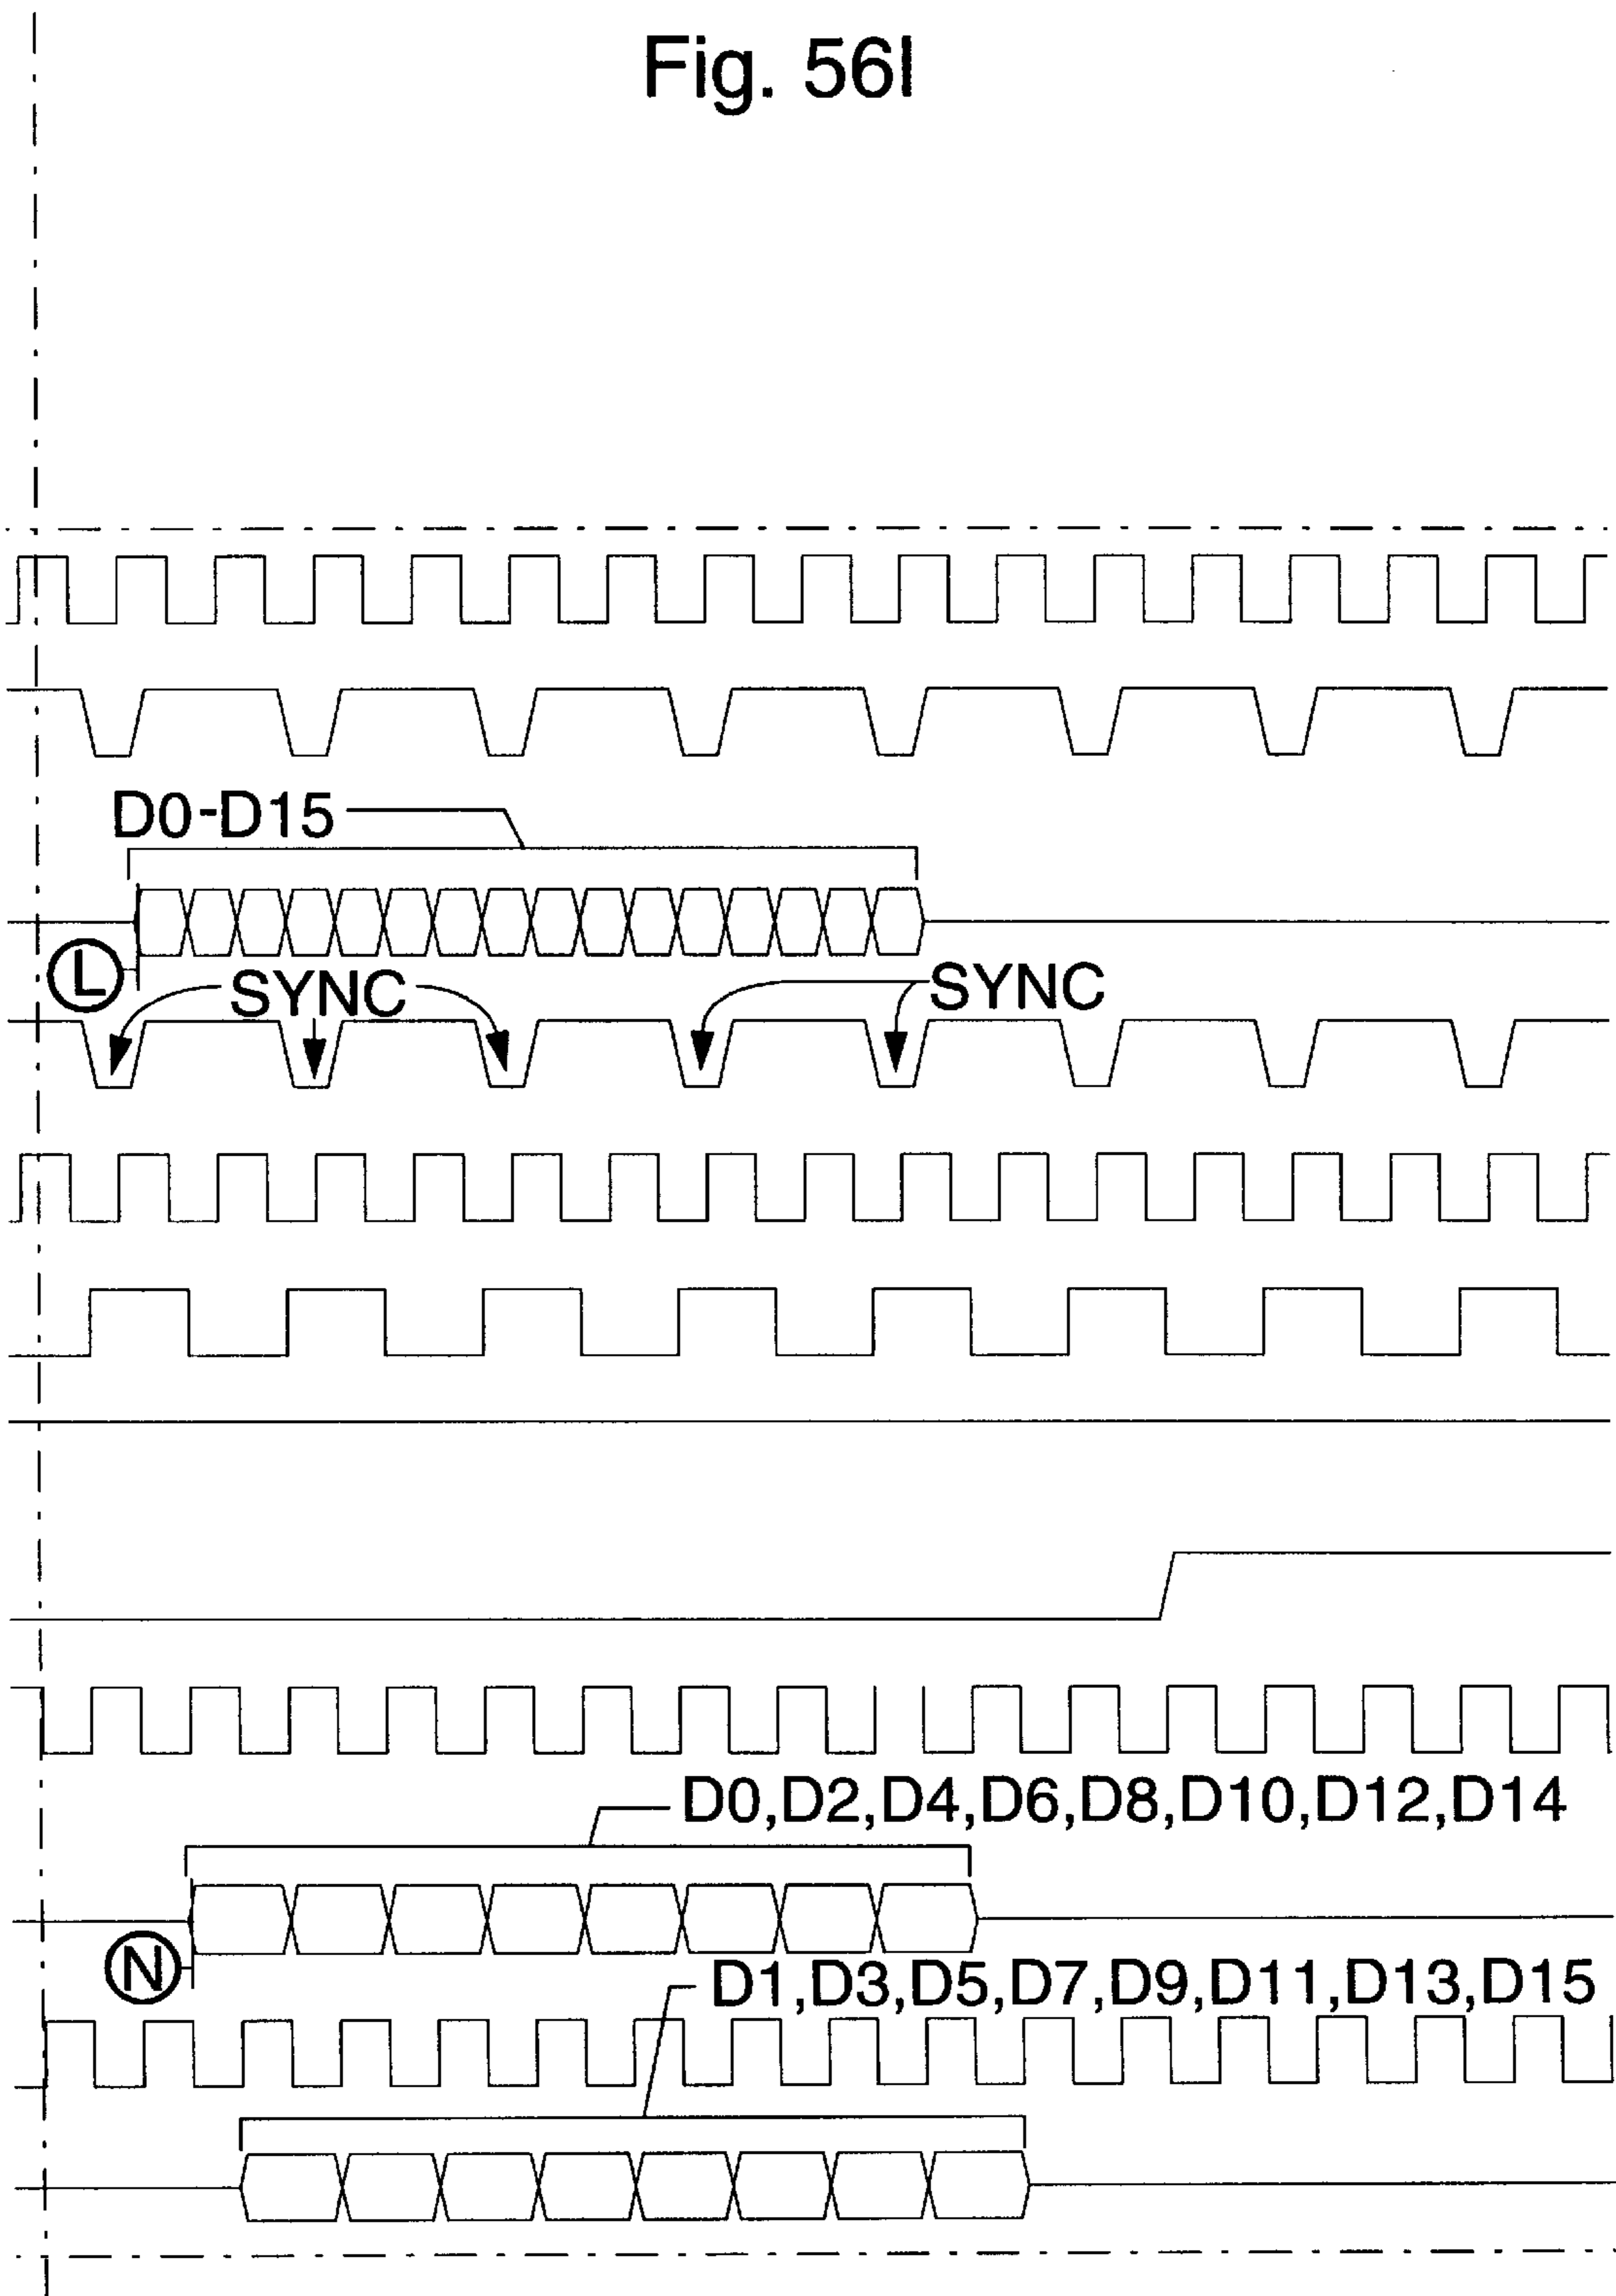 Fig. 56I
D0-D15
L
SYNC
SYNC
D0,D2,D4,D6,D8,D10,D12,D14
N
D1,D3,D5,D7,D9,D11,D13,D15